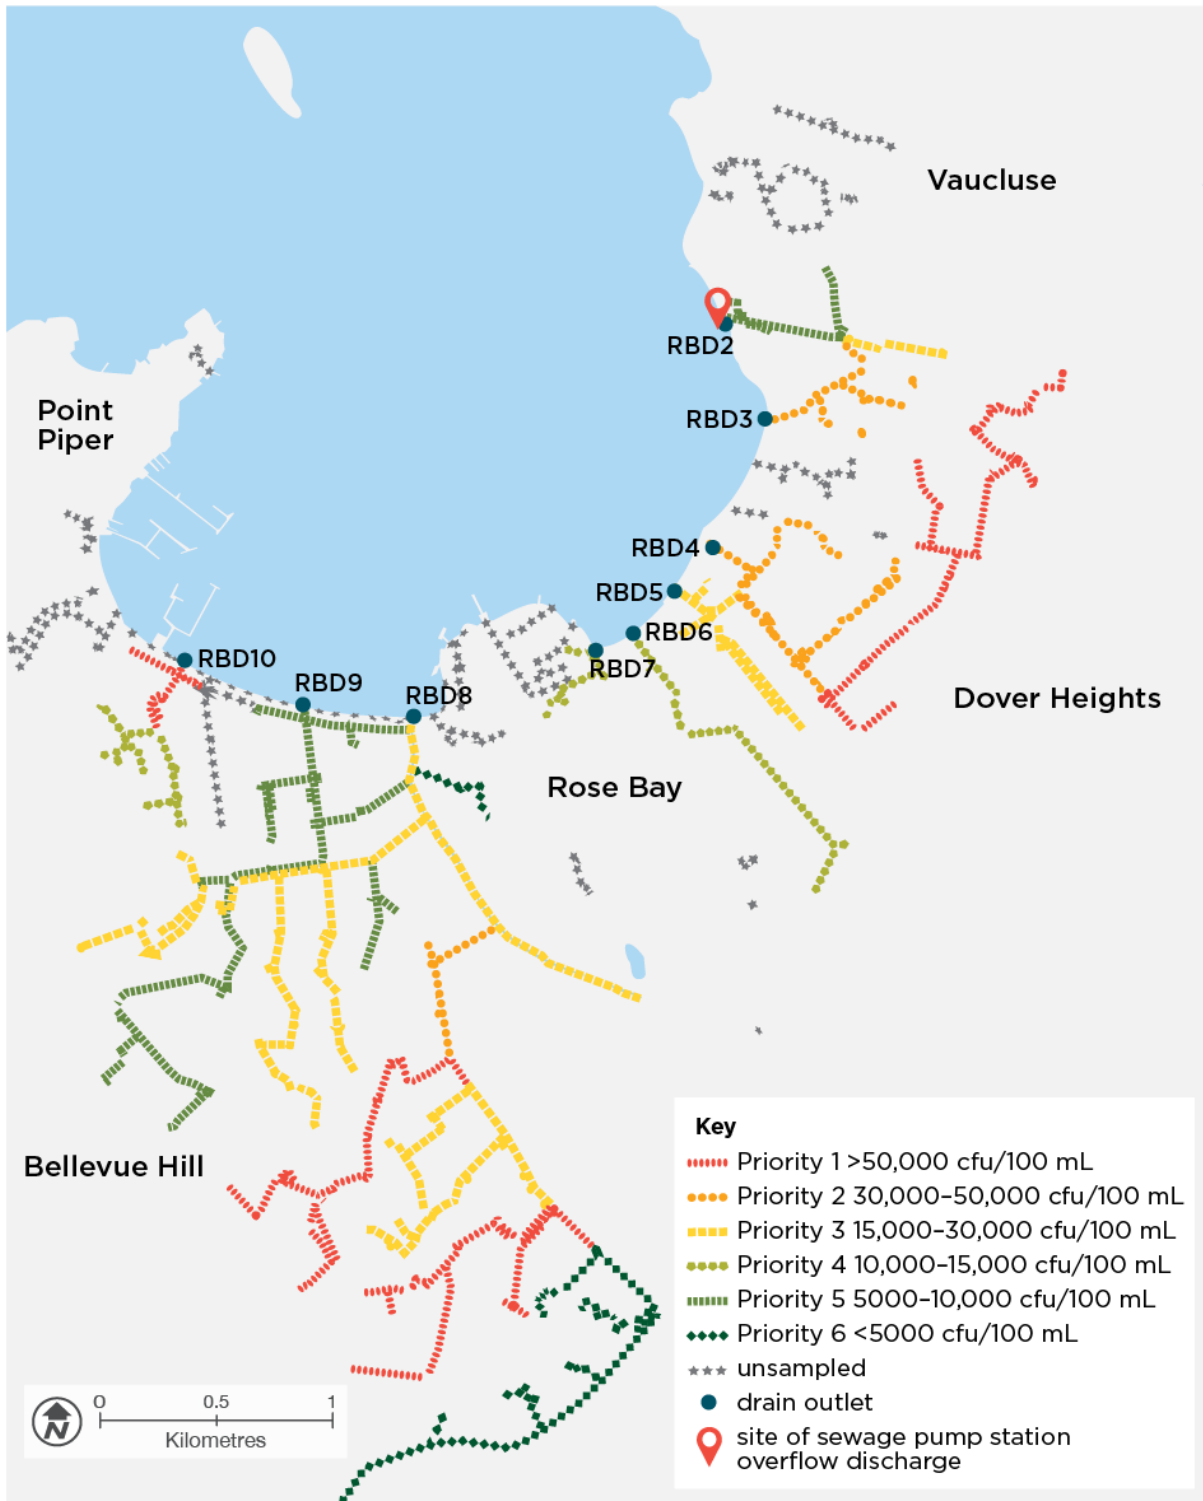 Vaucluse
RBD2
Point
Piper
RBD3
RBD4
RBD5
RBD6
RBD10
RBD7
RBD9
RBD8
Dover Heights
Rose Bay
Bellevue Hill
Key
Priority 1 >50,000 cfu/100 mL
Priority 2 30,000–50,000 cfu/100 mL
Priority 3 15,000–30,000 cfu/100 mL
Priority 4 10,000–15,000 cfu/100 mL
Priority 5 5000–10,000 cfu/100 mL
Priority 6 <5000 cfu/100 mL
unsampled
drain outlet
site of sewage pump station
overflow discharge
N
0 0.5 1
Kilometres